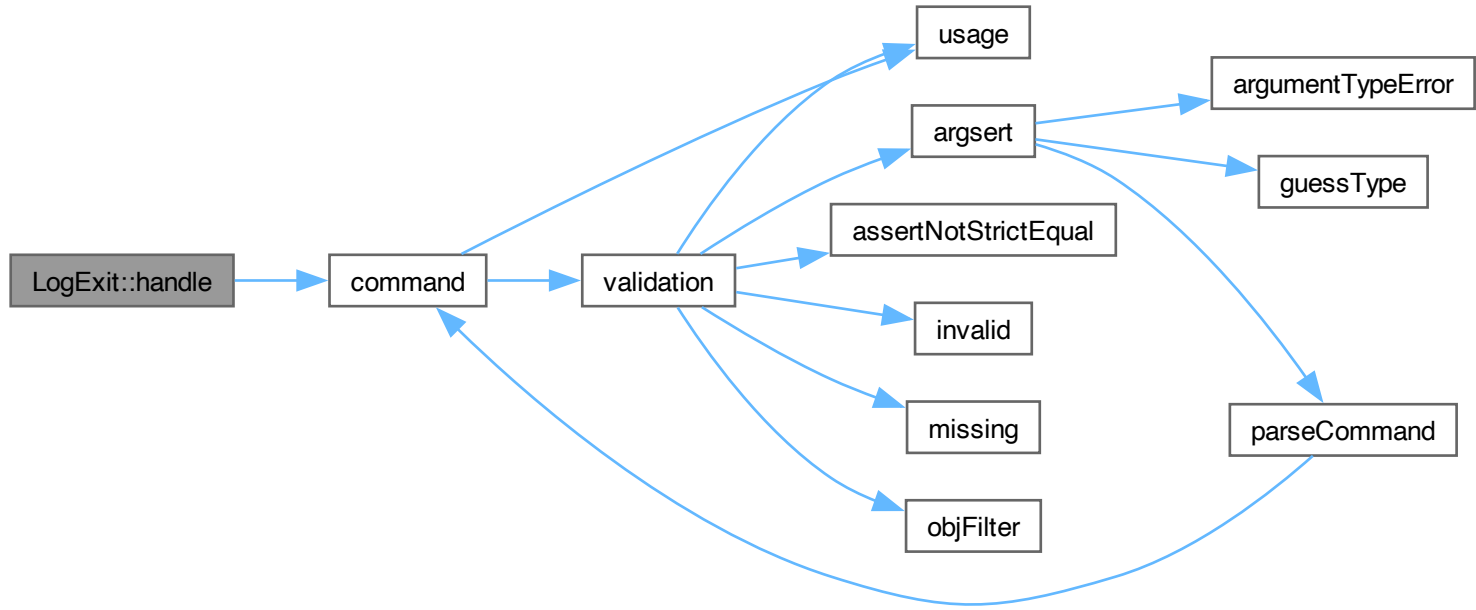 LogExit::handle
command
validation
usage
argsert
assertNotStrictEqual
invalid
missing
objFilter
argumentTypeError
guessType
parseCommand